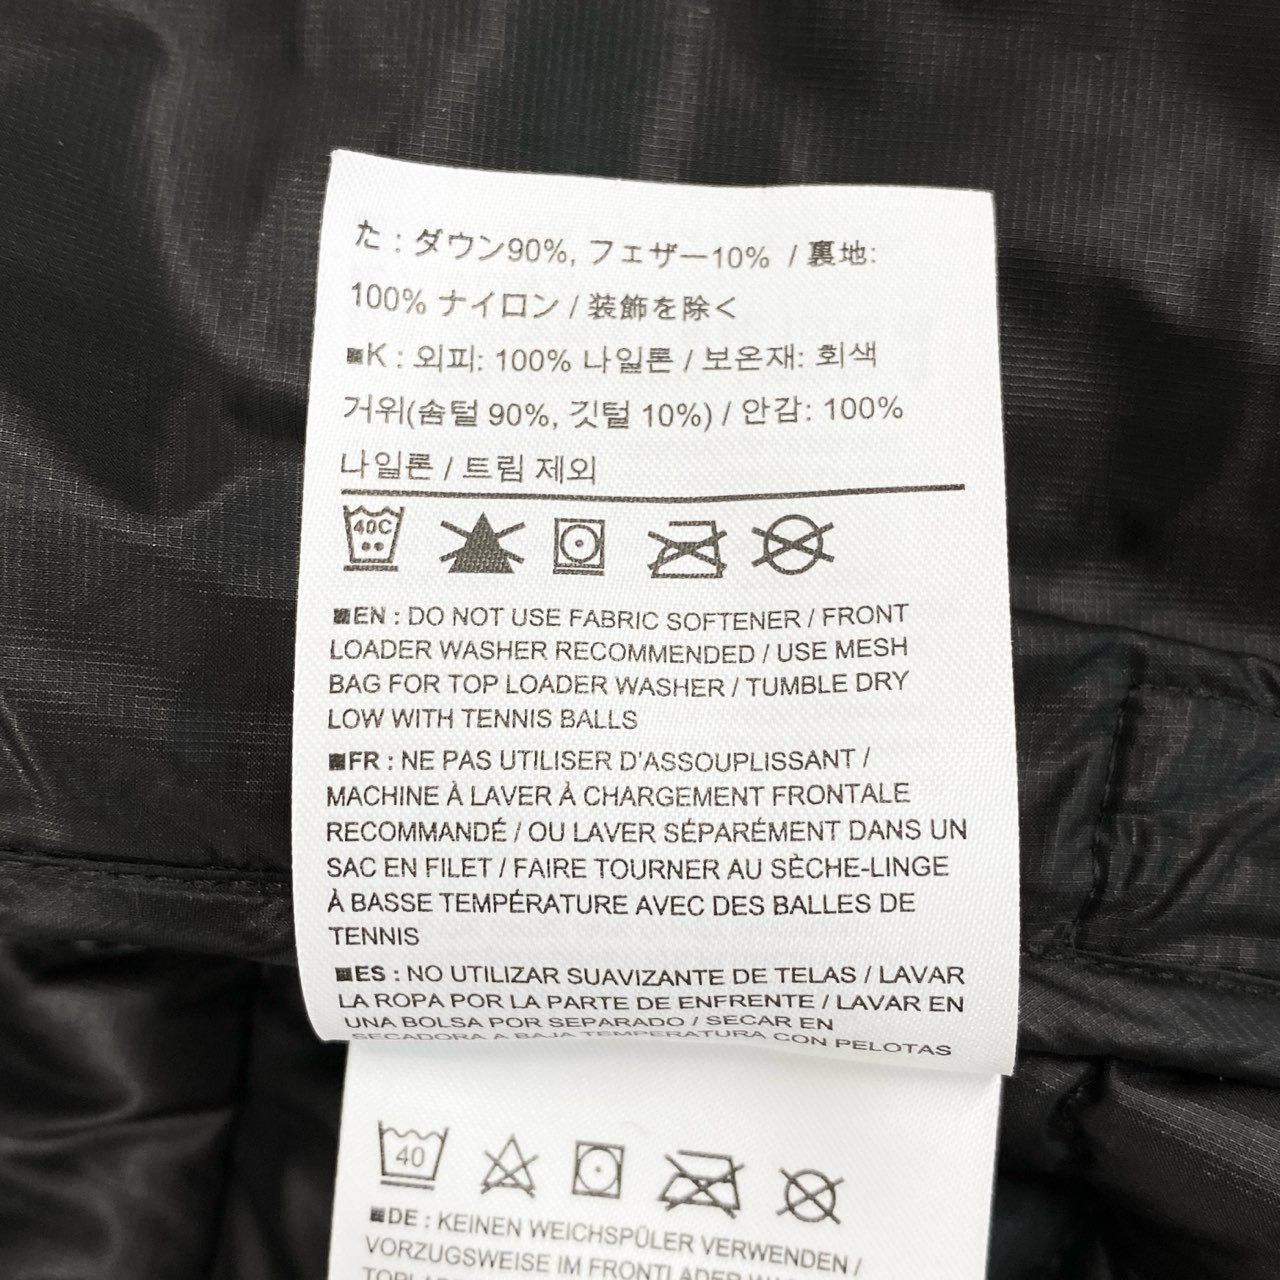 た : ダウン90%, フェザー10% / 裏地:
100% ナイロン / 装飾を除く
■K : 외피: 100% 나일론 / 보온재: 회색
거위(솜털 90%, 깃털 10%) / 안감: 100%
나일론 / 트림 제외
40C
■EN : DO NOT USE FABRIC SOFTENER / FRONT
LOADER WASHER RECOMMENDED / USE MESH
BAG FOR TOP LOADER WASHER / TUMBLE DRY
LOW WITH TENNIS BALLS
■FR : NE PAS UTILISER D'ASSOUPLISSANT /
MACHINE À LAVER À CHARGEMENT FRONTALE
RECOMMANDÉ / OU LAVER SÉPARÉMENT DANS UN
SAC EN FILET / FAIRE TOURNER AU SÈCHE-LINGE
À BASSE TEMPÉRATURE AVEC DES BALLES DE
TENNIS
■ES : NO UTILIZAR SUAVIZANTE DE TELAS / LAVAR
LA ROPA POR LA PARTE DE ENFRENTE / LAVAR EN
UNA BOLSA POR SEPARADO / SECAR EN
SECADORA A BAJA TEMPERATURA CON PELOTAS
40
■DE : KEINEN WEICHSPÜLER VERWENDEN /
VORZUGSWEISE IM FRONTLADER